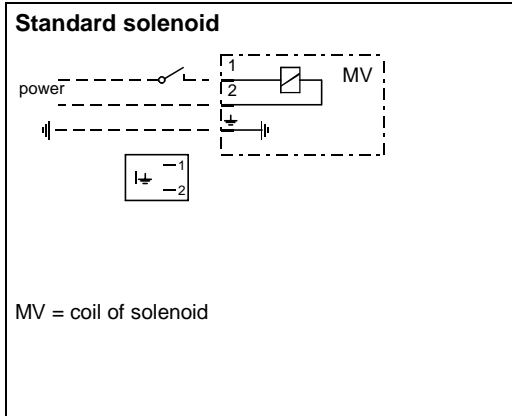 Standard solenoid
1
MV
power
2
1
2
MV = coil of solenoid